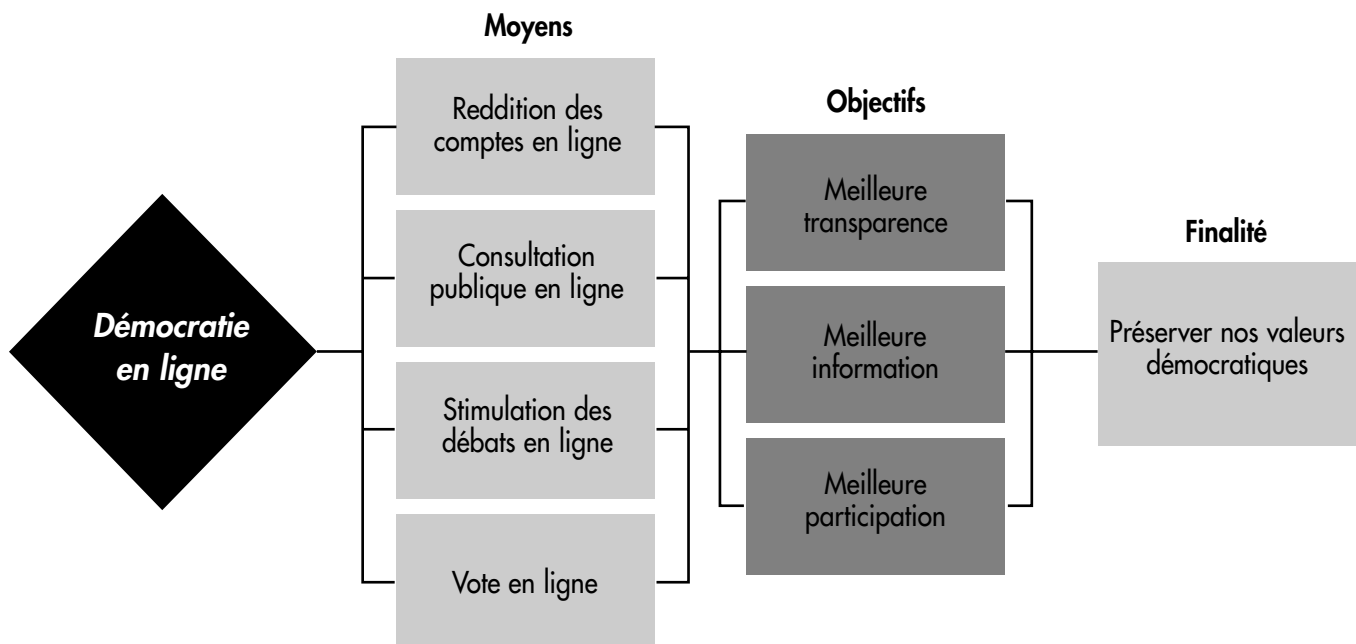 Moyens
Reddition des
comptes en ligne
Consultation
publique en ligne
Stimulation des
débats en ligne
Vote en ligne
Objectifs
Meilleure
transparence
Meilleure
information
Meilleure
participation
Finalité
Préserver nos valeurs
démocratiques
Démocratie
en ligne